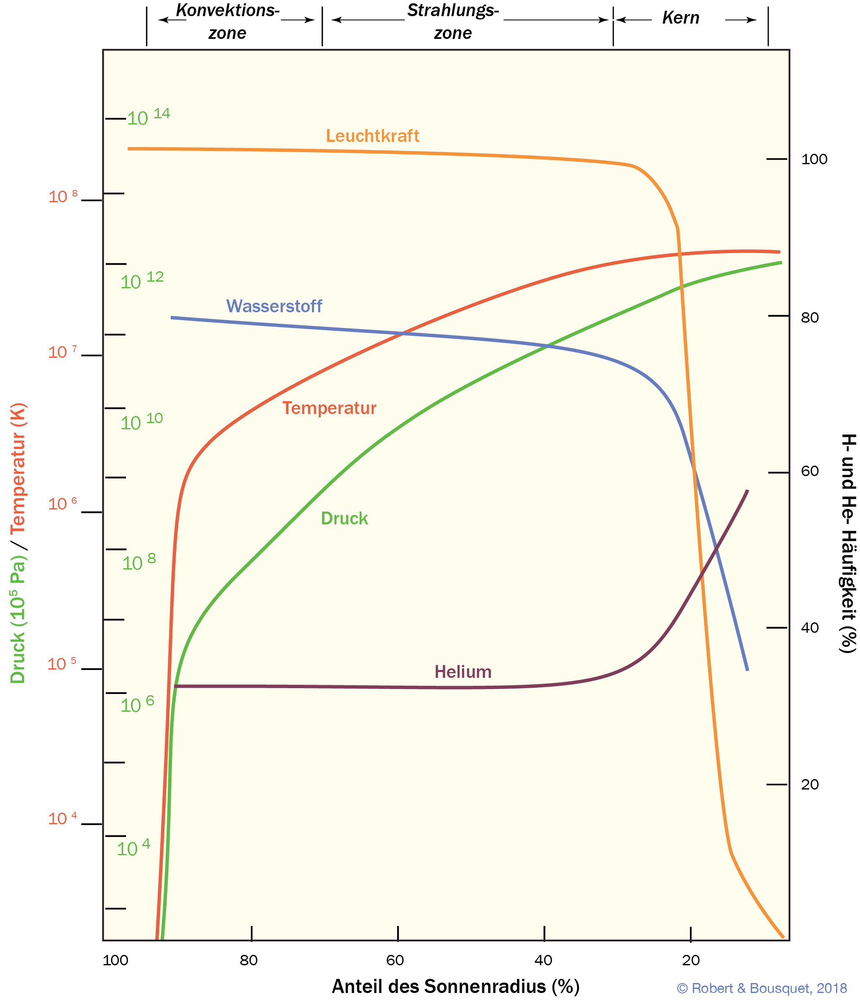 Konvektions-
zone
Strahlungs-
zone
Kern
10 14
Leuchtkraft
100
10 8
10 12
Wasserstoff
80
10 7
Temperatur
10 10
60
10 6
Druck
10 8
40
10 5
Helium
10 6
20
10 4
10 4
Druck (10⁵ Pa) / Temperatur (K)
H- und He- Häufigkeit (%)
100
80
60
40
20
Anteil des Sonnenradius (%)
© Robert & Bousquet, 2018